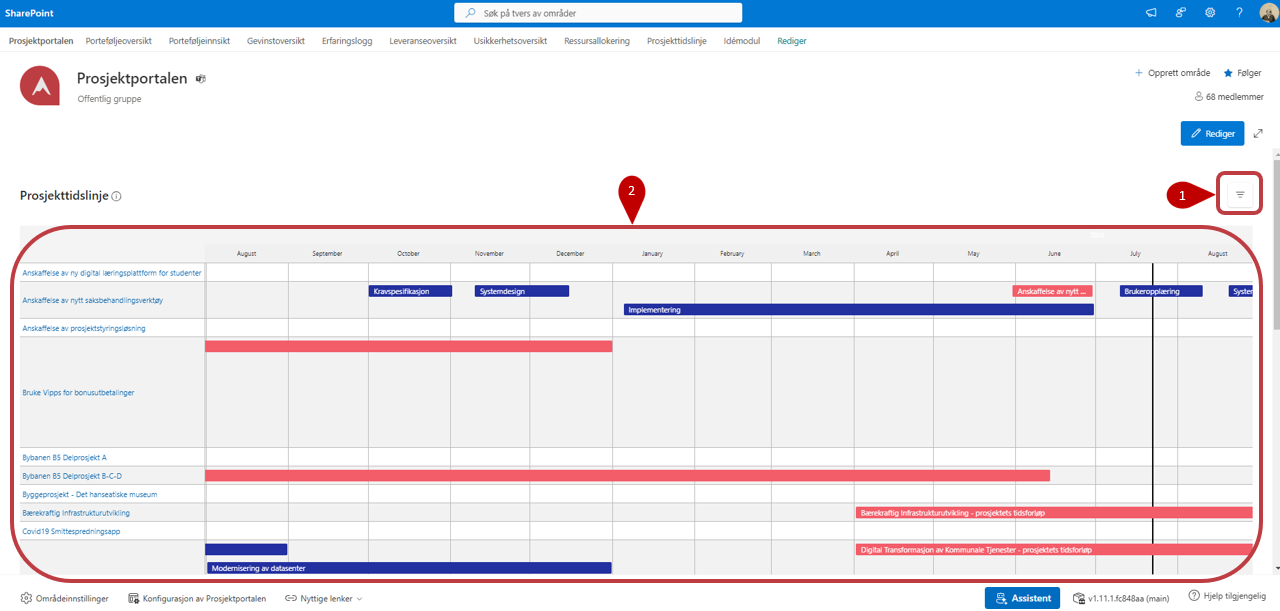 SharePoint
Søk på tvers av områder
?
Prosjektportalen Porteføljeoversikt Porteføljeinnsikt Gevinstoversikt Erfaringslogg Leveranseoversikt Usikkerhetsoversikt Ressursallokering Prosjekttidslinje Idémodul Rediger
Prosjektportalen
Offentlig gruppe
+ Opprett område
Følger
68 medlemmer
Rediger
Prosjekttidslinje
2
1
August September October November December January February March April May June July August
Anskaffelse av ny digital læringsplattform for studenter
Anskaffelse av nytt saksbehandlingsverktøy
Kravspesifikasjon
Systemdesign
Anskaffelse av nytt ...
Brukeropplæring
System
Implementering
Anskaffelse av prosjektstyringsløsning
Bruke Vipps for bonusutbetalinger
Bybanen B5 Delprosjekt A
Bybanen B5 Delprosjekt B-C-D
Byggeprosjekt - Det hanseatiske museum
Bærekraftig Infrastrukturutvikling
Bærekraftig Infrastrukturutvikling - prosjektets tidsforløp
Covid19 Smittespredningsapp
Digital Transformasjon av Kommunale Tjenester - prosjektets tidsforløp
Modernisering av datasenter
Områdeinnstillinger
Konfigurasjon av Prosjektportalen
Nyttige lenker
Assistent
v1.11.1.fc848aa (main)
Hjelp tilgjengelig